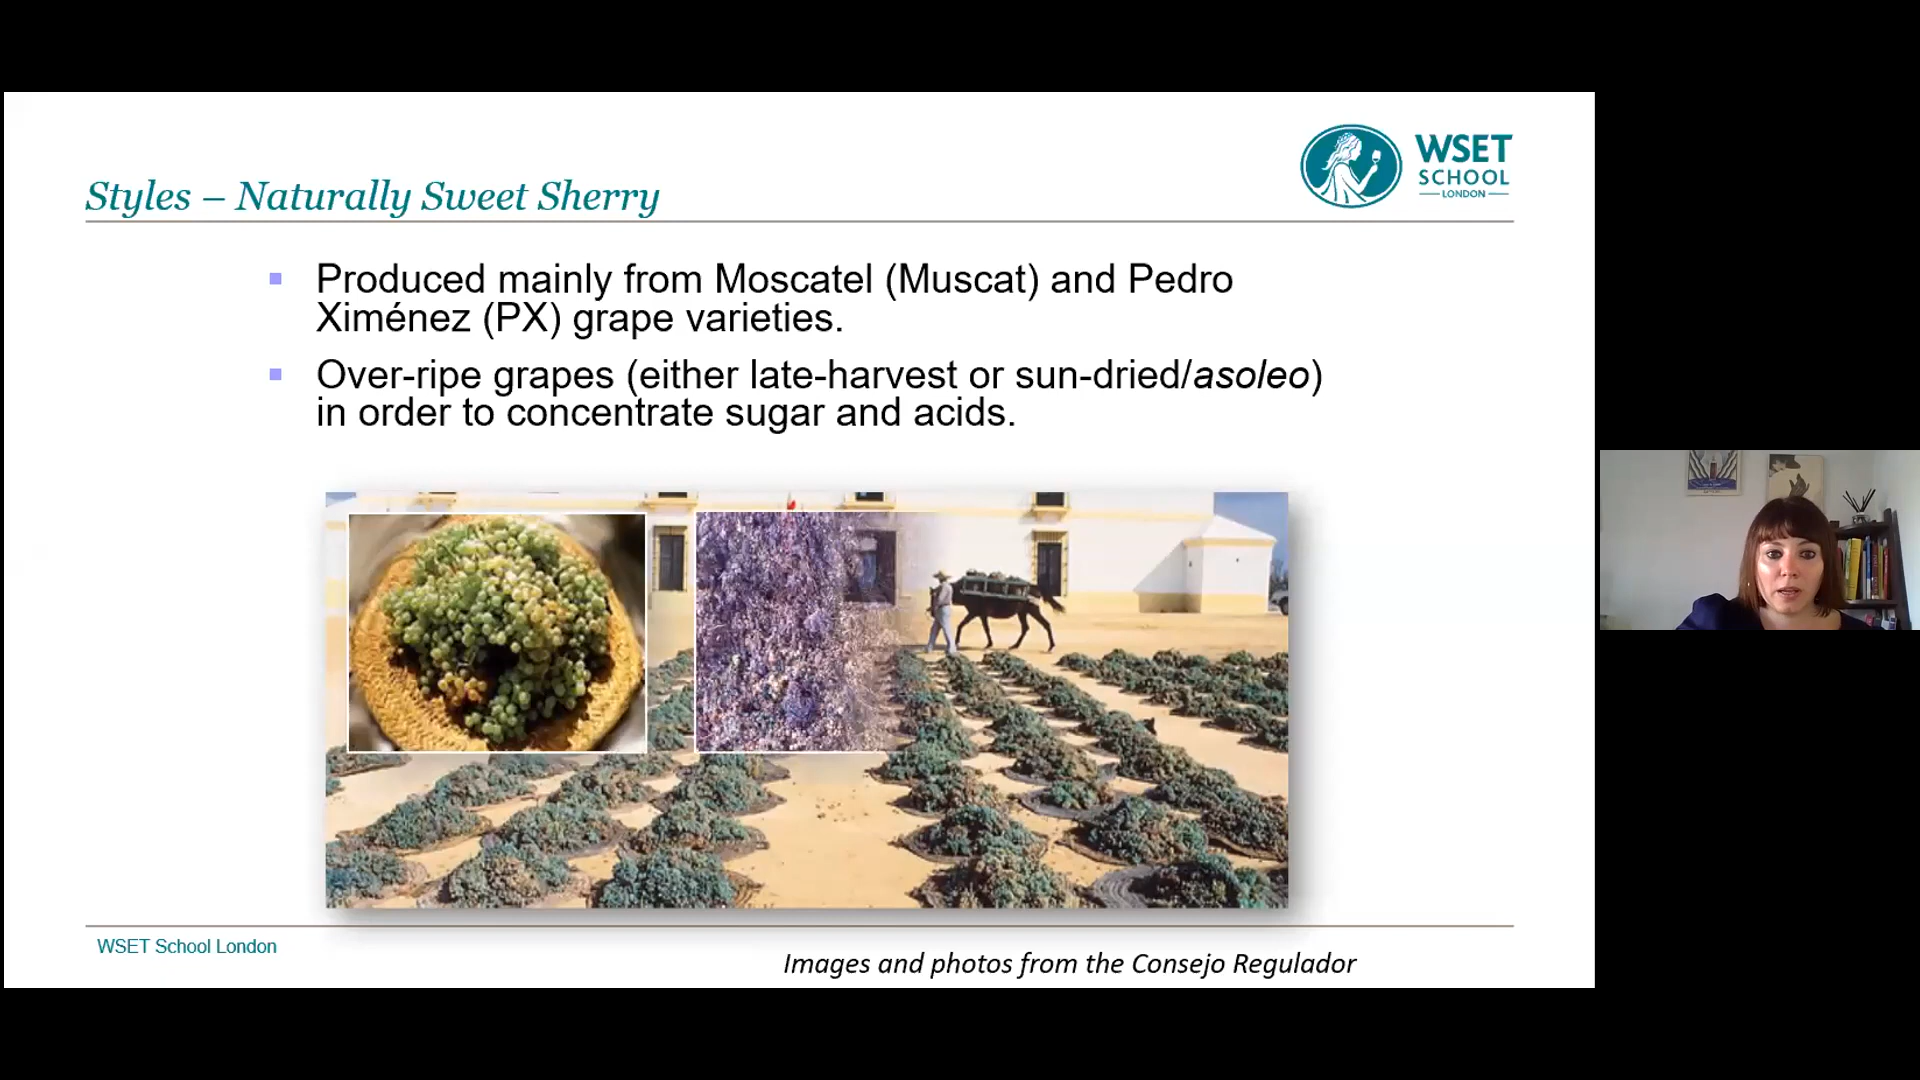 WSET
SCHOOL
LONDON
Styles – Naturally Sweet Sherry
Produced mainly from Moscatel (Muscat) and Pedro
Ximénez (PX) grape varieties.
Over-ripe grapes (either late-harvest or sun-dried/asoleo)
in order to concentrate sugar and acids.
WSET School London
Images and photos from the Consejo Regulador